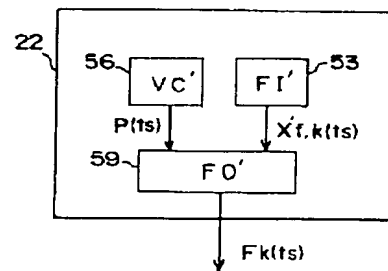 22
56
VC'
FI'
53
P(ts)
X'f,k(ts)
59
FO'
Fk(ts)